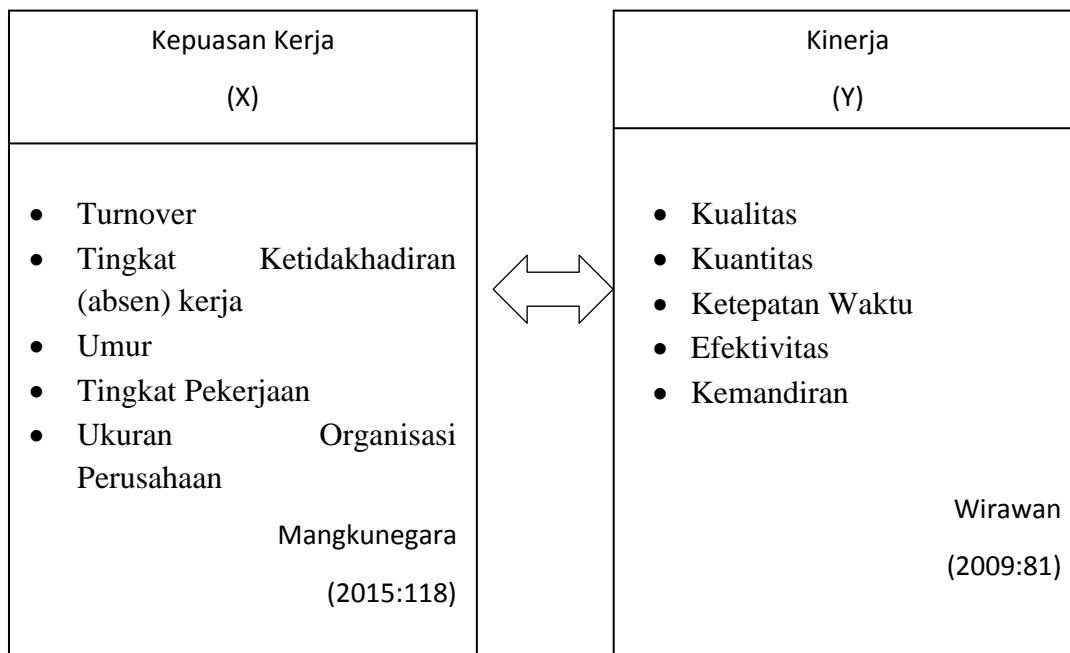 Kepuasan Kerja
(X)
• Turnover
• Tingkat Ketidakhadiran
(absen) kerja
• Umur
• Tingkat Pekerjaan
• Ukuran Organisasi
Perusahaan
Mangkunegara
(2015:118)
Kinerja
(Y)
• Kualitas
• Kuantitas
• Ketepatan Waktu
• Efektivitas
• Kemandiran
Wirawan
(2009:81)